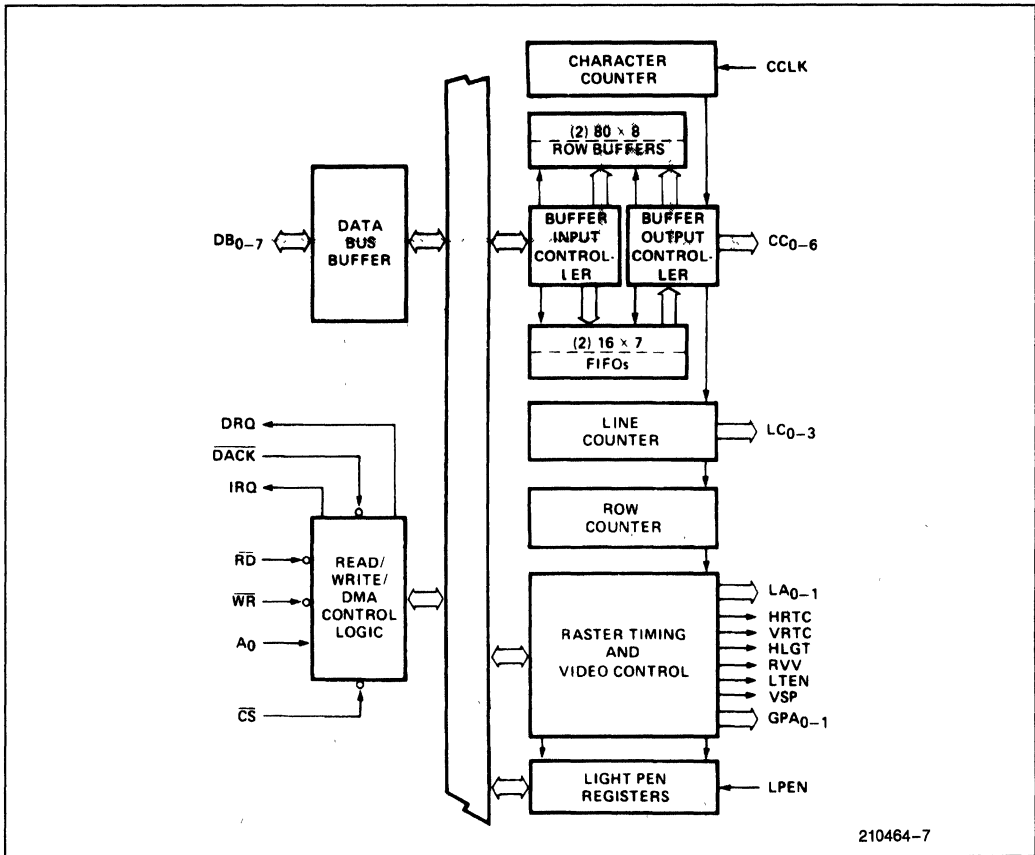 CHARACTER
COUNTER
CCLK
(2) 80 × 8
ROW BUFFERS
DATA
BUS
BUFFER
DB0–7
BUFFER
INPUT
CONTROL-
LER
BUFFER
OUTPUT
CONTROL-
LER
CC0–6
(2) 16 × 7
FIFOs
LINE
COUNTER
LC0–3
DRQ
DACK
IRQ
ROW
COUNTER
RD
WR
A0
CS
READ/
WRITE/
DMA
CONTROL
LOGIC
RASTER TIMING
AND
VIDEO CONTROL
LA0–1
HRTC
VRTC
HLGT
RVV
LTEN
VSP
GPA0–1
LIGHT PEN
REGISTERS
LPEN
210464–7